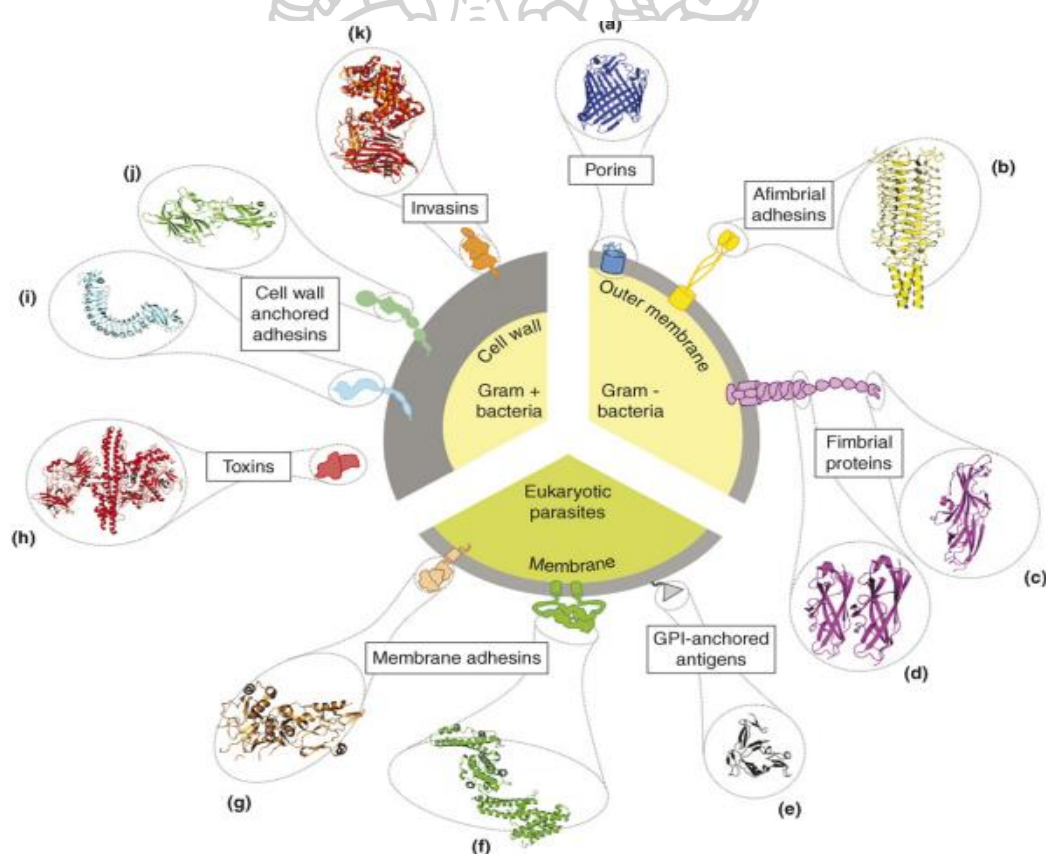 (a)
Porins
(b)
Afimbrial
adhesins
Outer membrane
Gram -
bacteria
Fimbrial
proteins
(c)
(d)
GPI-anchored
antigens
(e)
Eukaryotic
parasites
Membrane
Membrane adhesins
(f)
(g)
Toxins
(h)
Cell wall
anchored
adhesins
(i)
(j)
Invasins
(k)
Cell wall
Gram +
bacteria